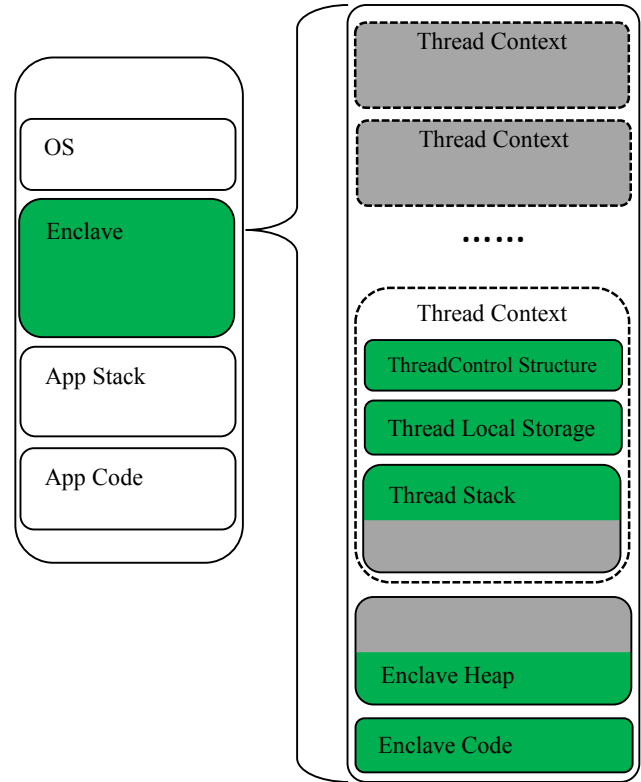 OS
Enclave
App Stack
App Code
Thread Context
Thread Context
......
Thread Context
ThreadControl Structure
Thread Local Storage
Thread Stack
Enclave Heap
Enclave Code